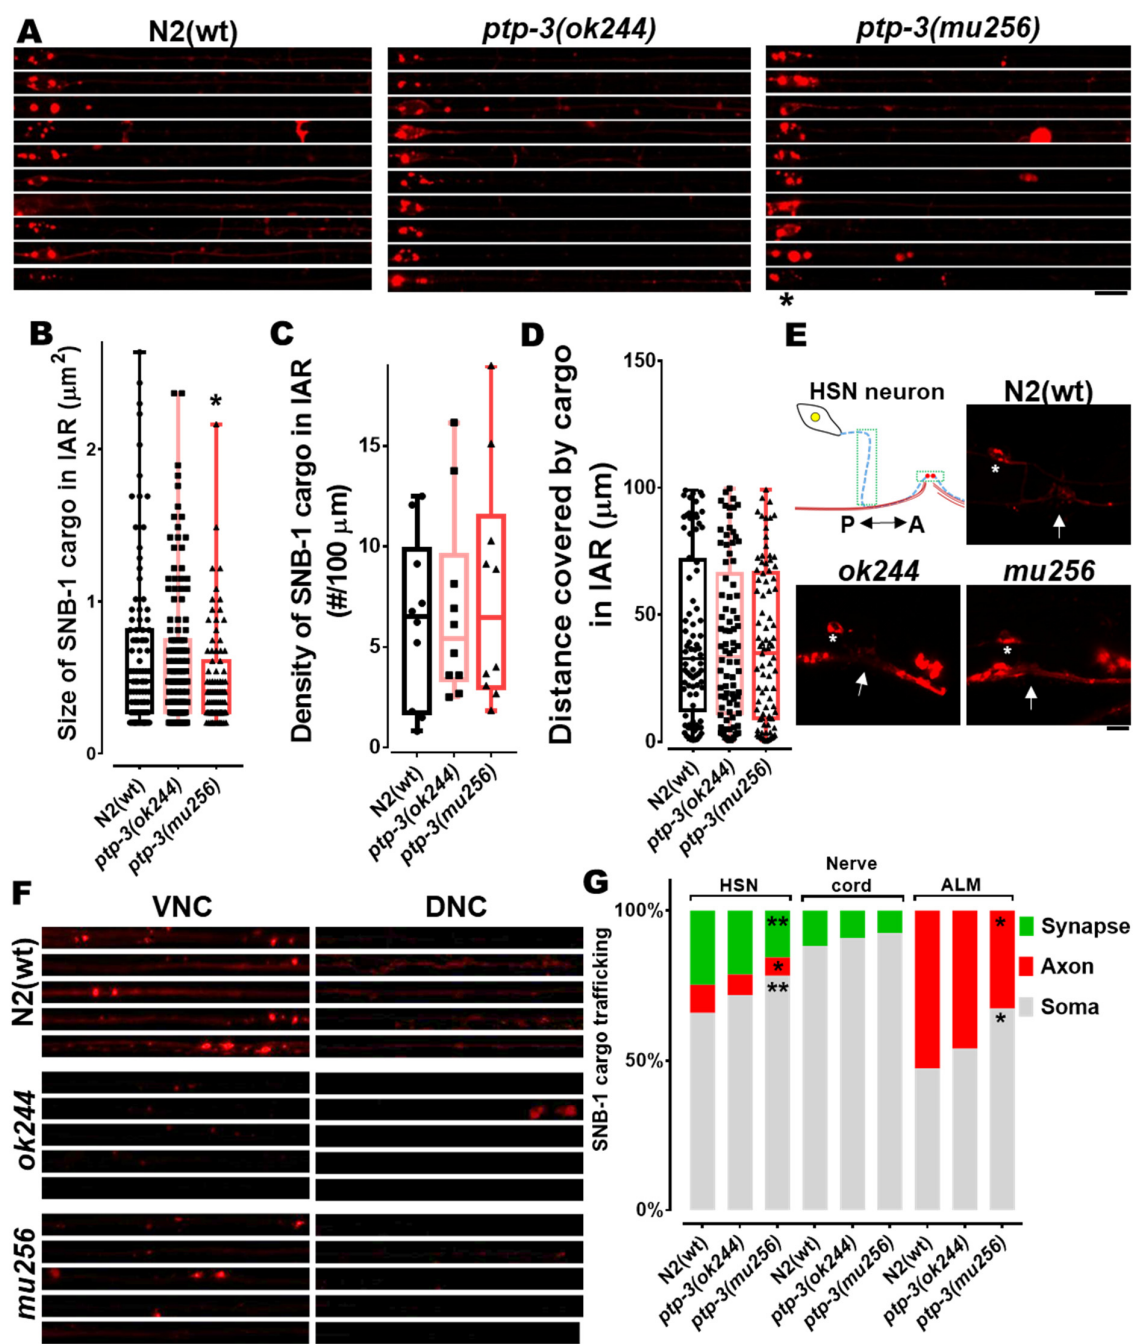 A
N2(wt)
ptp-3(ok244)
ptp-3(mu256)
*
B
Size of SNB-1 cargo in IAR (μm²)
2
1
0
*
N2(wt)
ptp-3(ok244)
ptp-3(mu256)
C
Density of SNB-1 cargo in IAR
(#/100 μm)
15
10
5
0
N2(wt)
ptp-3(ok244)
ptp-3(mu256)
D
Distance covered by cargo
in IAR (μm)
150
100
50
0
N2(wt)
ptp-3(ok244)
ptp-3(mu256)
E
HSN neuron
P A
N2(wt)
*
ok244
*
mu256
*
F
VNC
DNC
N2(wt)
ok244
mu256
G
SNB-1 cargo trafficking
100%
50%
0%
HSN
Nerve
cord
ALM
**
*
**
*
*
Synapse
Axon
Soma
N2(wt)
ptp-3(ok244)
ptp-3(mu256)
N2(wt)
ptp-3(ok244)
ptp-3(mu256)
N2(wt)
ptp-3(ok244)
ptp-3(mu256)